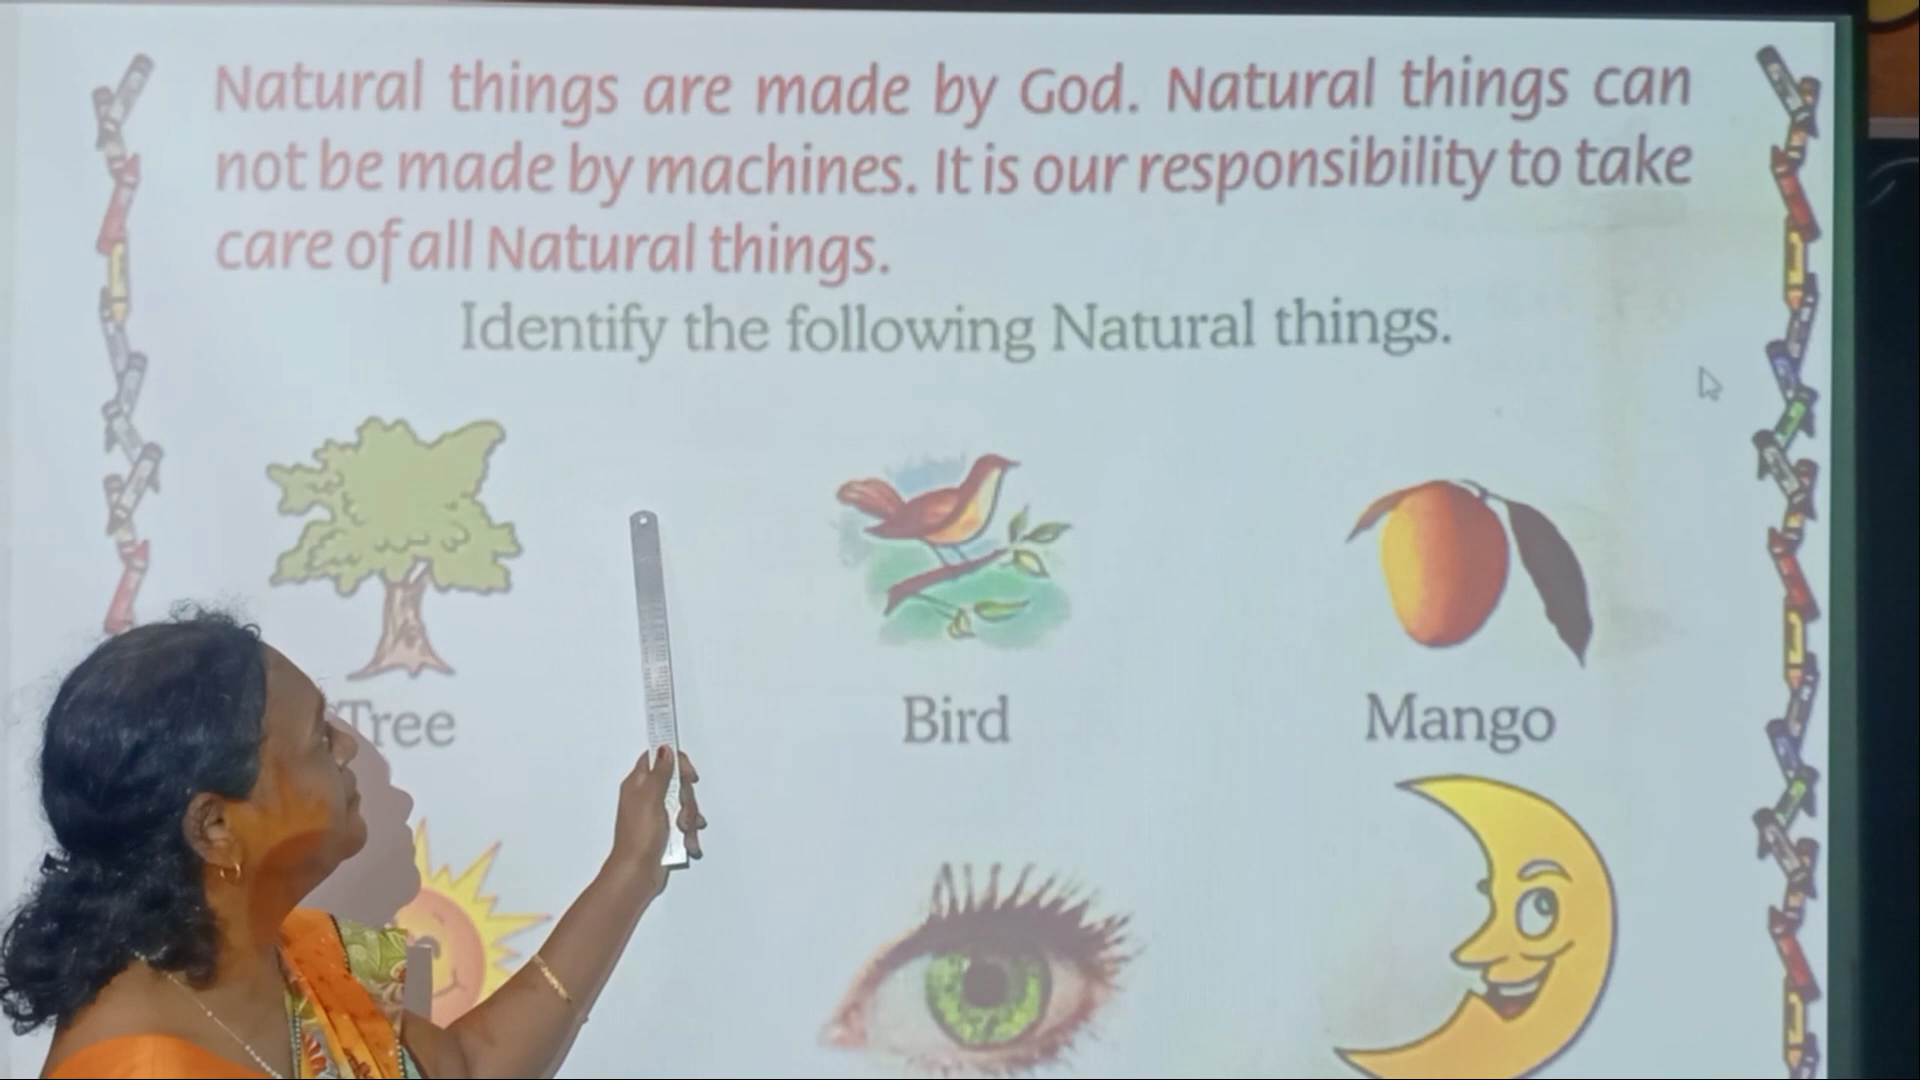 Natural things are made by God. Natural things can
not be made by machines. It is our responsibility to take
care of all Natural things.
Identify the following Natural things.
Tree
Bird
Mango